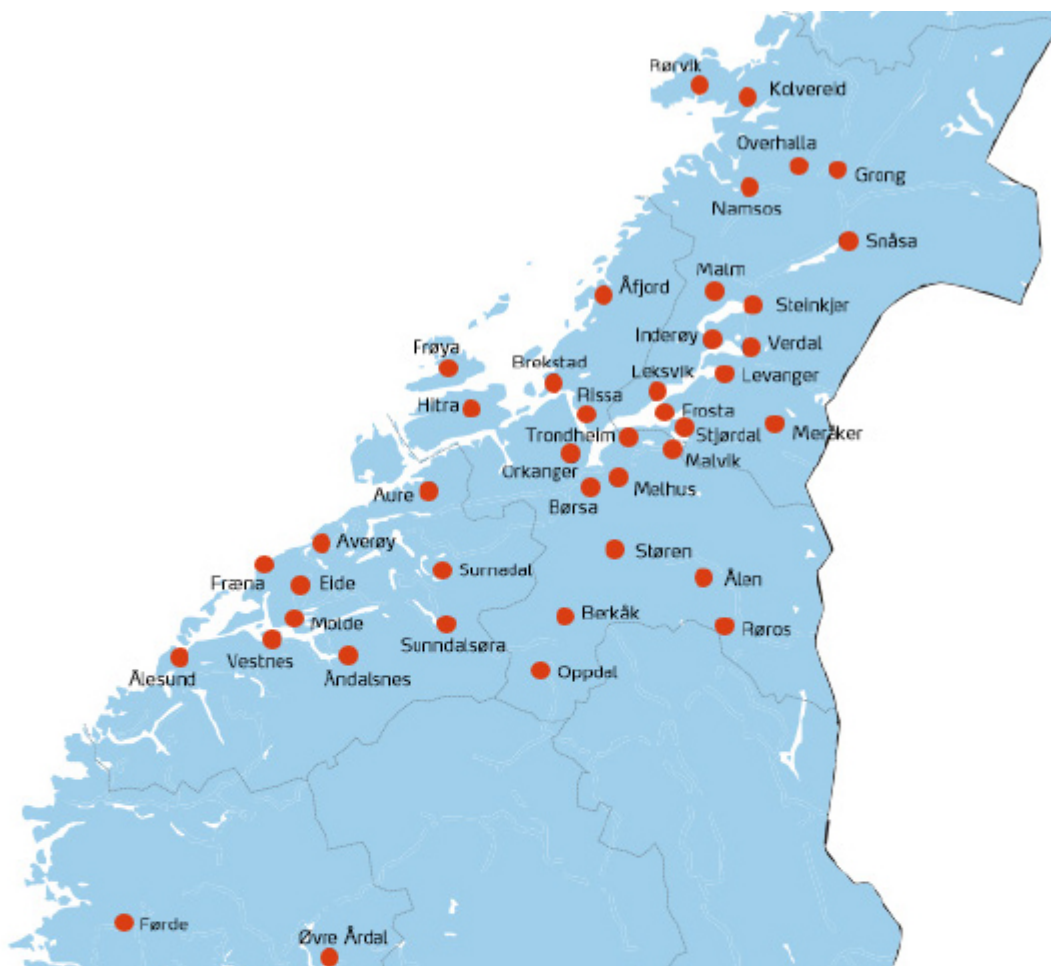 Rørvik
Kolvereid
Overhalla
Grong
Namsos
Snåsa
Malm
Åfjord
Steinkjer
Inderøy
Verdal
Frøya
Brekstad
Leksvik
Levanger
Hitra
Rissa
Frosta
Trondheim
Stjørdal
Meråker
Malvik
Orkanger
Aure
Melhus
Børsa
Averøy
Støren
Surnadal
Fræna
Eide
Ålen
Molde
Berkåk
Røros
Sunndalsøra
Vestnes
Ålesund
Åndalsnes
Oppdal
Førde
Øvre Årdal